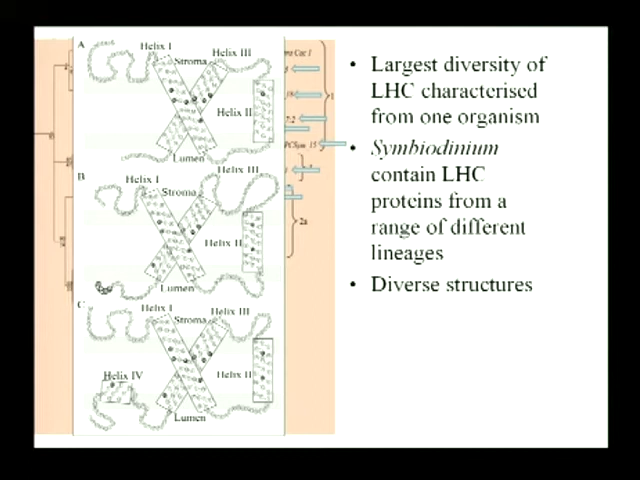 A
Helix I
Helix III
Stroma
Helix II
Lumen
B
Helix I
Helix III
Stroma
Helix II
Lumen
C
Helix I
Helix III
Stroma
Helix II
Helix IV
Lumen
2a
• Largest diversity of
LHC characterised
from one organism
• Symbiodinium
contain LHC
proteins from a
range of different
lineages
• Diverse structures